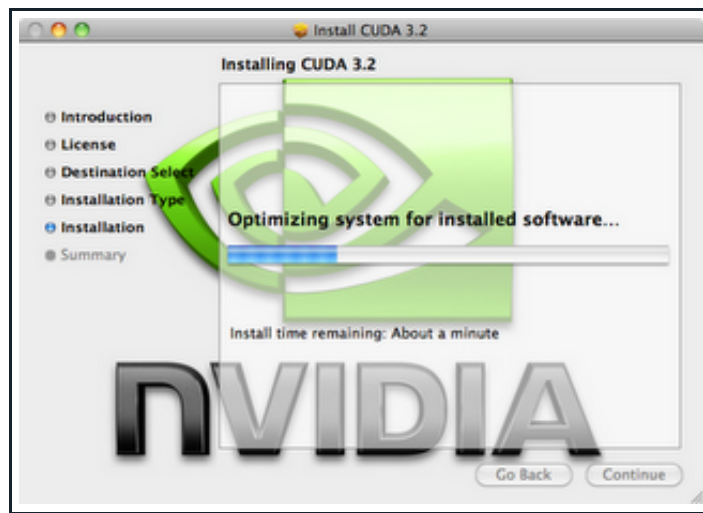 Install CUDA 3.2
Installing CUDA 3.2
Introduction
License
Destination Select
Installation Type
Installation
Summary
Optimizing system for installed software...
Install time remaining: About a minute
nVIDIA
Go Back
Continue